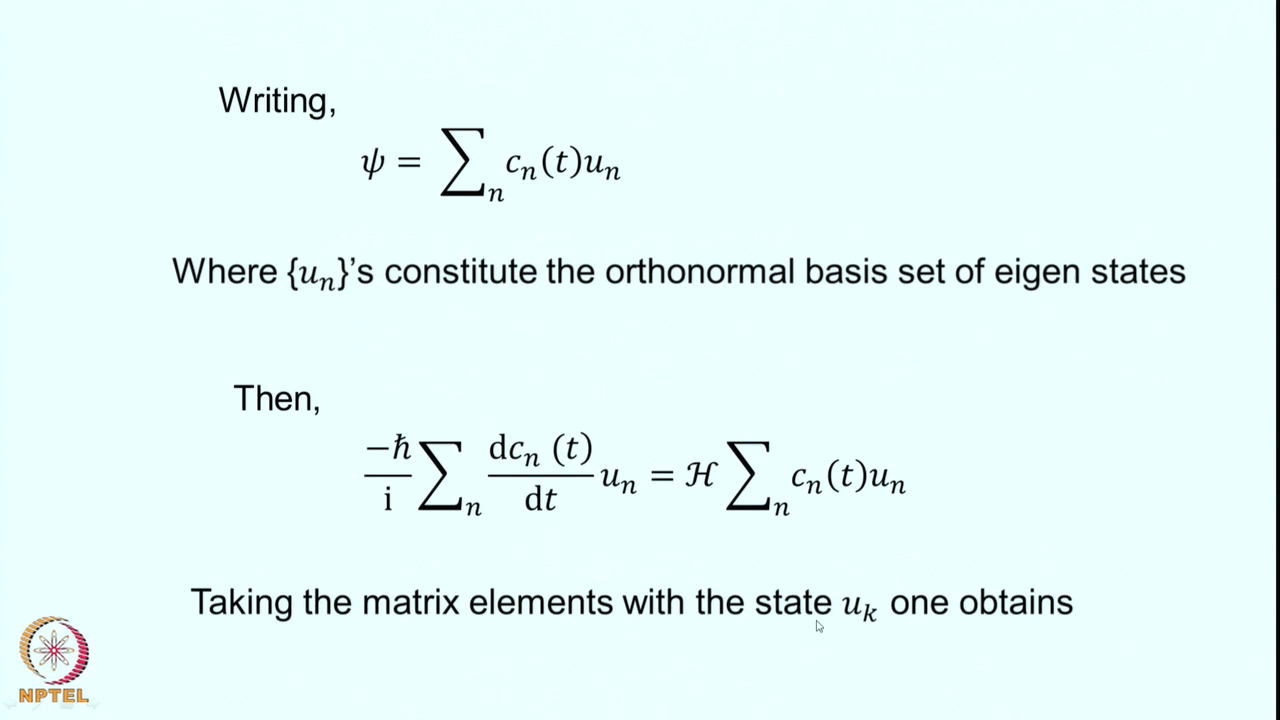 Writing,
ψ = ∑ₙ cₙ(t)uₙ
Where {uₙ}'s constitute the orthonormal basis set of eigen states
Then,
−ℏ/i ∑ₙ dcₙ (t)/dt uₙ = ℋ ∑ₙ cₙ(t)uₙ
Taking the matrix elements with the state uₖ one obtains
NPTEL